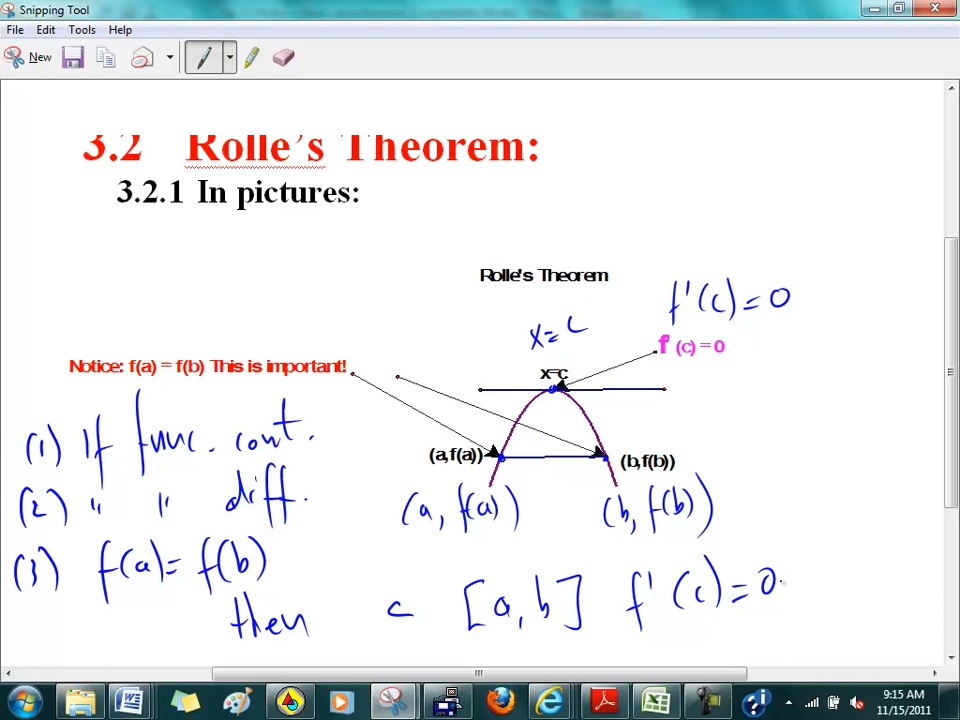 Snipping Tool
File Edit Tools Help
New
3.2 Rolle's Theorem:
3.2.1 In pictures:
Rolle's Theorem
f'(c) = 0
x = c
f' (c) = 0
Notice: f(a) = f(b) This is important!
x=c
(1) If func. cont.
(a,f(a)) (b,f(b))
(2) " " diff.
(a, f(a)) (b, f(b))
(3) f(a) = f(b)
then c [a, b] f'(c) = 0
9:15 AM
11/15/2011